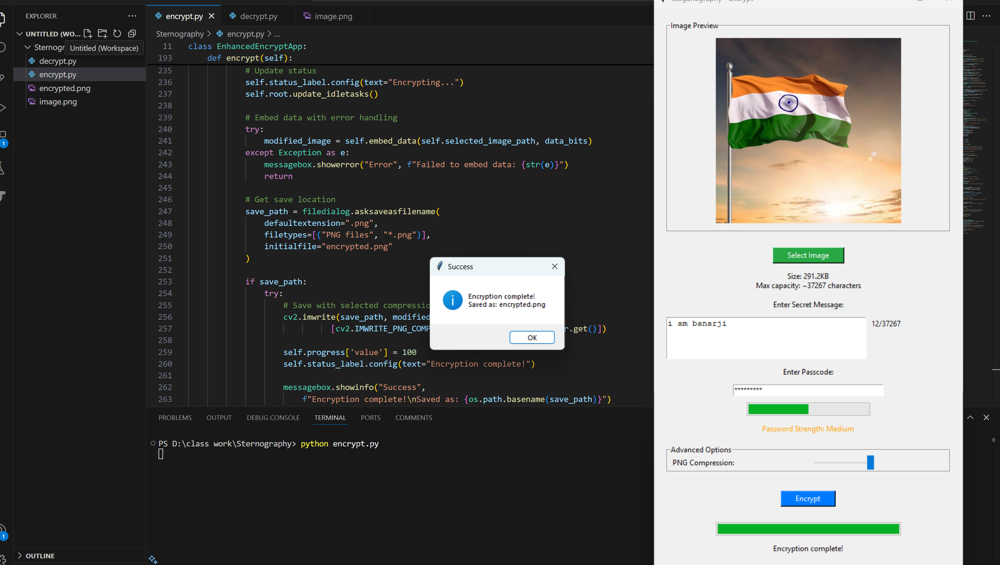 EXPLORER
UNTITLED (WO...
Sternogr
Untitled (Workspace)
decrypt.py
encrypt.py
encrypted.png
image.png
OUTLINE
1
1
encrypt.py
decrypt.py
image.png
Sternography > encrypt.py > ...
11 class EnhancedEncryptApp:
193 def encrypt(self):
235 # Update status
236 self.status_label.config(text="Encrypting...")
237 self.root.update_idletasks()
238
239 # Embed data with error handling
240 try:
241 modified_image = self.embed_data(self.selected_image_path, data_bits)
242 except Exception as e:
243 messagebox.showerror("Error", f"Failed to embed data: {str(e)}")
244 return
245
246 # Get save location
247 save_path = filedialog.asksaveasfilename(
248 defaultextension=".png",
249 filetypes=[("PNG files", "*.png")],
250 initialfile="encrypted.png"
251 )
252
253 if save_path:
254 try:
255 # Save with selected compressio
256 cv2.imwrite(save_path, modified
257 [cv2.IMWRITE_PNG_COMP r.get()])
258
259 self.progress['value'] = 100
260 self.status_label.config(text="Encryption complete!")
261
262 messagebox.showinfo("Success",
263 f"Encryption complete!\nSaved as: {os.path.basename(save_path)}")
Success
Encryption complete!
Saved as: encrypted.png
OK
PROBLEMS OUTPUT DEBUG CONSOLE TERMINAL PORTS COMMENTS
PS D:\class work\Sternography> python encrypt.py
Steganography - Encrypt
Image Preview
Select Image
Size: 291.2KB
Max capacity: ~37267 characters
Enter Secret Message:
i am banarji
12/37267
Enter Passcode:
*********
Password Strength: Medium
Advanced Options
PNG Compression:
Encrypt
Encryption complete!